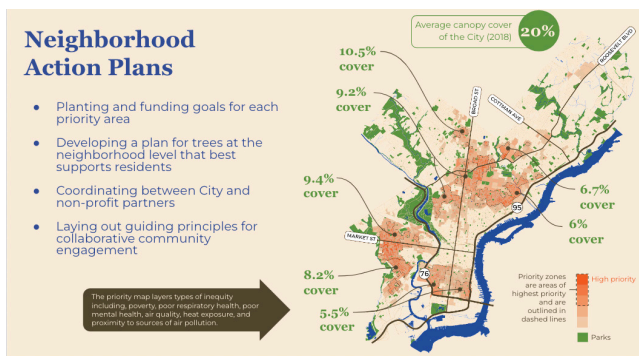 Neighborhood
Action Plans
● Planting and funding goals for each
priority area
● Developing a plan for trees at the
neighborhood level that best
supports residents
● Coordinating between City and
non-profit partners
● Laying out guiding principles for
collaborative community
engagement
The priority map layers types of inequity
including, poverty, poor respiratory health, poor
mental health, air quality, heat exposure, and
proximity to sources of air pollution.
Average canopy cover
of the City (2018)
20%
10.5%
cover
9.2%
cover
9.4%
cover
8.2%
cover
5.5%
cover
6.7%
cover
6%
cover
ROOSEVELT BLVD
BROAD ST
COTTMAN AVE
MARKET ST
95
76
Priority zones
are areas of
highest priority
and are
outlined in
dashed lines
High priority
Parks